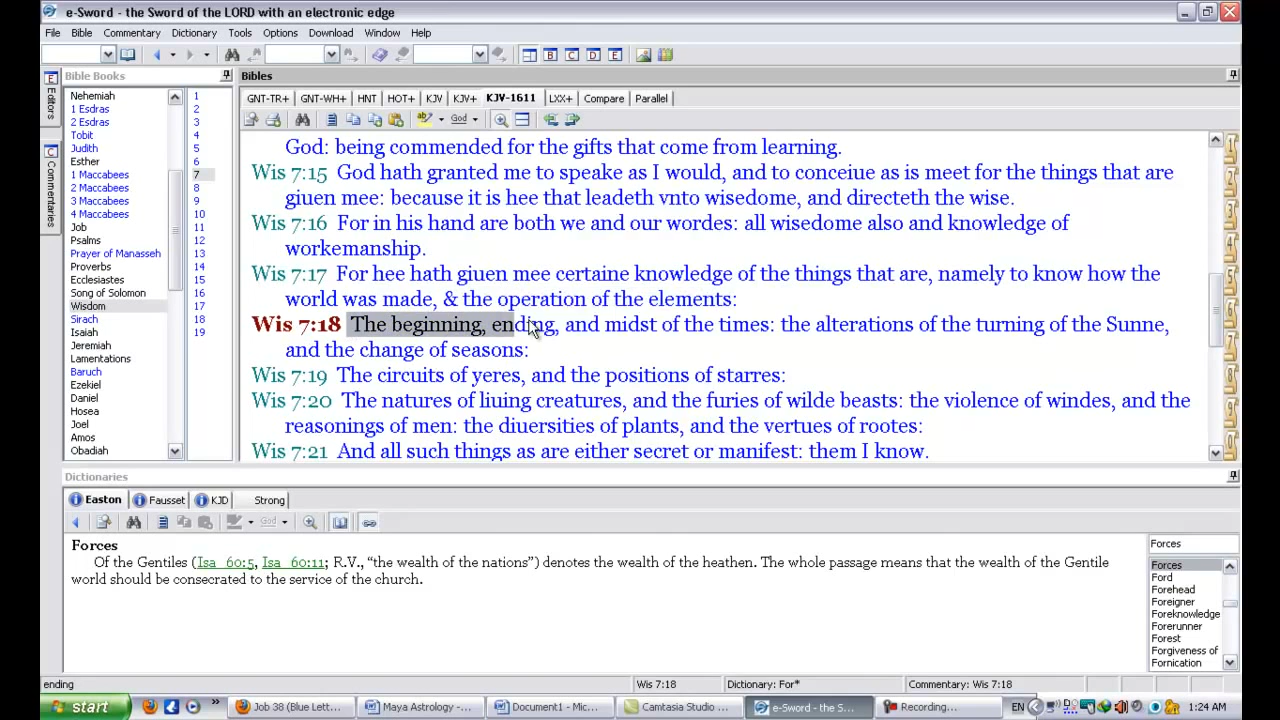 e-Sword - the Sword of the LORD with an electronic edge
File Bible Commentary Dictionary Tools Options Download Window Help
B C D E
Bible Books
Bibles
E Editors
C Commentaries
Nehemiah
1 Esdras
2 Esdras
Tobit
Judith
Esther
1 Maccabees
2 Maccabees
3 Maccabees
4 Maccabees
Job
Psalms
Prayer of Manasseh
Proverbs
Ecclesiastes
Song of Solomon
Wisdom
Sirach
Isaiah
Jeremiah
Lamentations
Baruch
Ezekiel
Daniel
Hosea
Joel
Amos
Obadiah
1
2
3
4
5
6
7
8
9
10
11
12
13
14
15
16
17
18
19
GNT-TR+ GNT-WH+ HNT HOT+ KJV KJV+ KJV-1611 LXX+ Compare Parallel
God
God: being commended for the gifts that come from learning.
Wis 7:15 God hath granted me to speake as I would, and to conceiue as is meet for the things that are
giuen mee: because it is hee that leadeth vnto wisedome, and directeth the wise.
Wis 7:16 For in his hand are both we and our wordes: all wisedome also and knowledge of
workemanship.
Wis 7:17 For hee hath giuen mee certaine knowledge of the things that are, namely to know how the
world was made, & the operation of the elements:
Wis 7:18 The beginning, ending, and midst of the times: the alterations of the turning of the Sunne,
and the change of seasons:
Wis 7:19 The circuits of yeres, and the positions of starres:
Wis 7:20 The natures of liuing creatures, and the furies of wilde beasts: the violence of windes, and the
reasonings of men: the diuersities of plants, and the vertues of rootes:
Wis 7:21 And all such things as are either secret or manifest: them I know.
Dictionaries
Easton Fausset KJD Strong
God
Forces
Of the Gentiles (Isa_60:5, Isa_60:11; R.V., “the wealth of the nations”) denotes the wealth of the heathen. The whole passage means that the wealth of the Gentile
world should be consecrated to the service of the church.
Forces
Forces
Ford
Forehead
Foreigner
Foreknowledge
Forerunner
Forest
Forgiveness of
Fornication
ending
Wis 7:18
Dictionary: For*
Commentary: Wis 7:18
start
Job 38 (Blue Lett...
Maya Astrology - ...
Document1 - Mic...
Camtasia Studio ...
e-Sword - the S...
Recording...
EN
1:24 AM